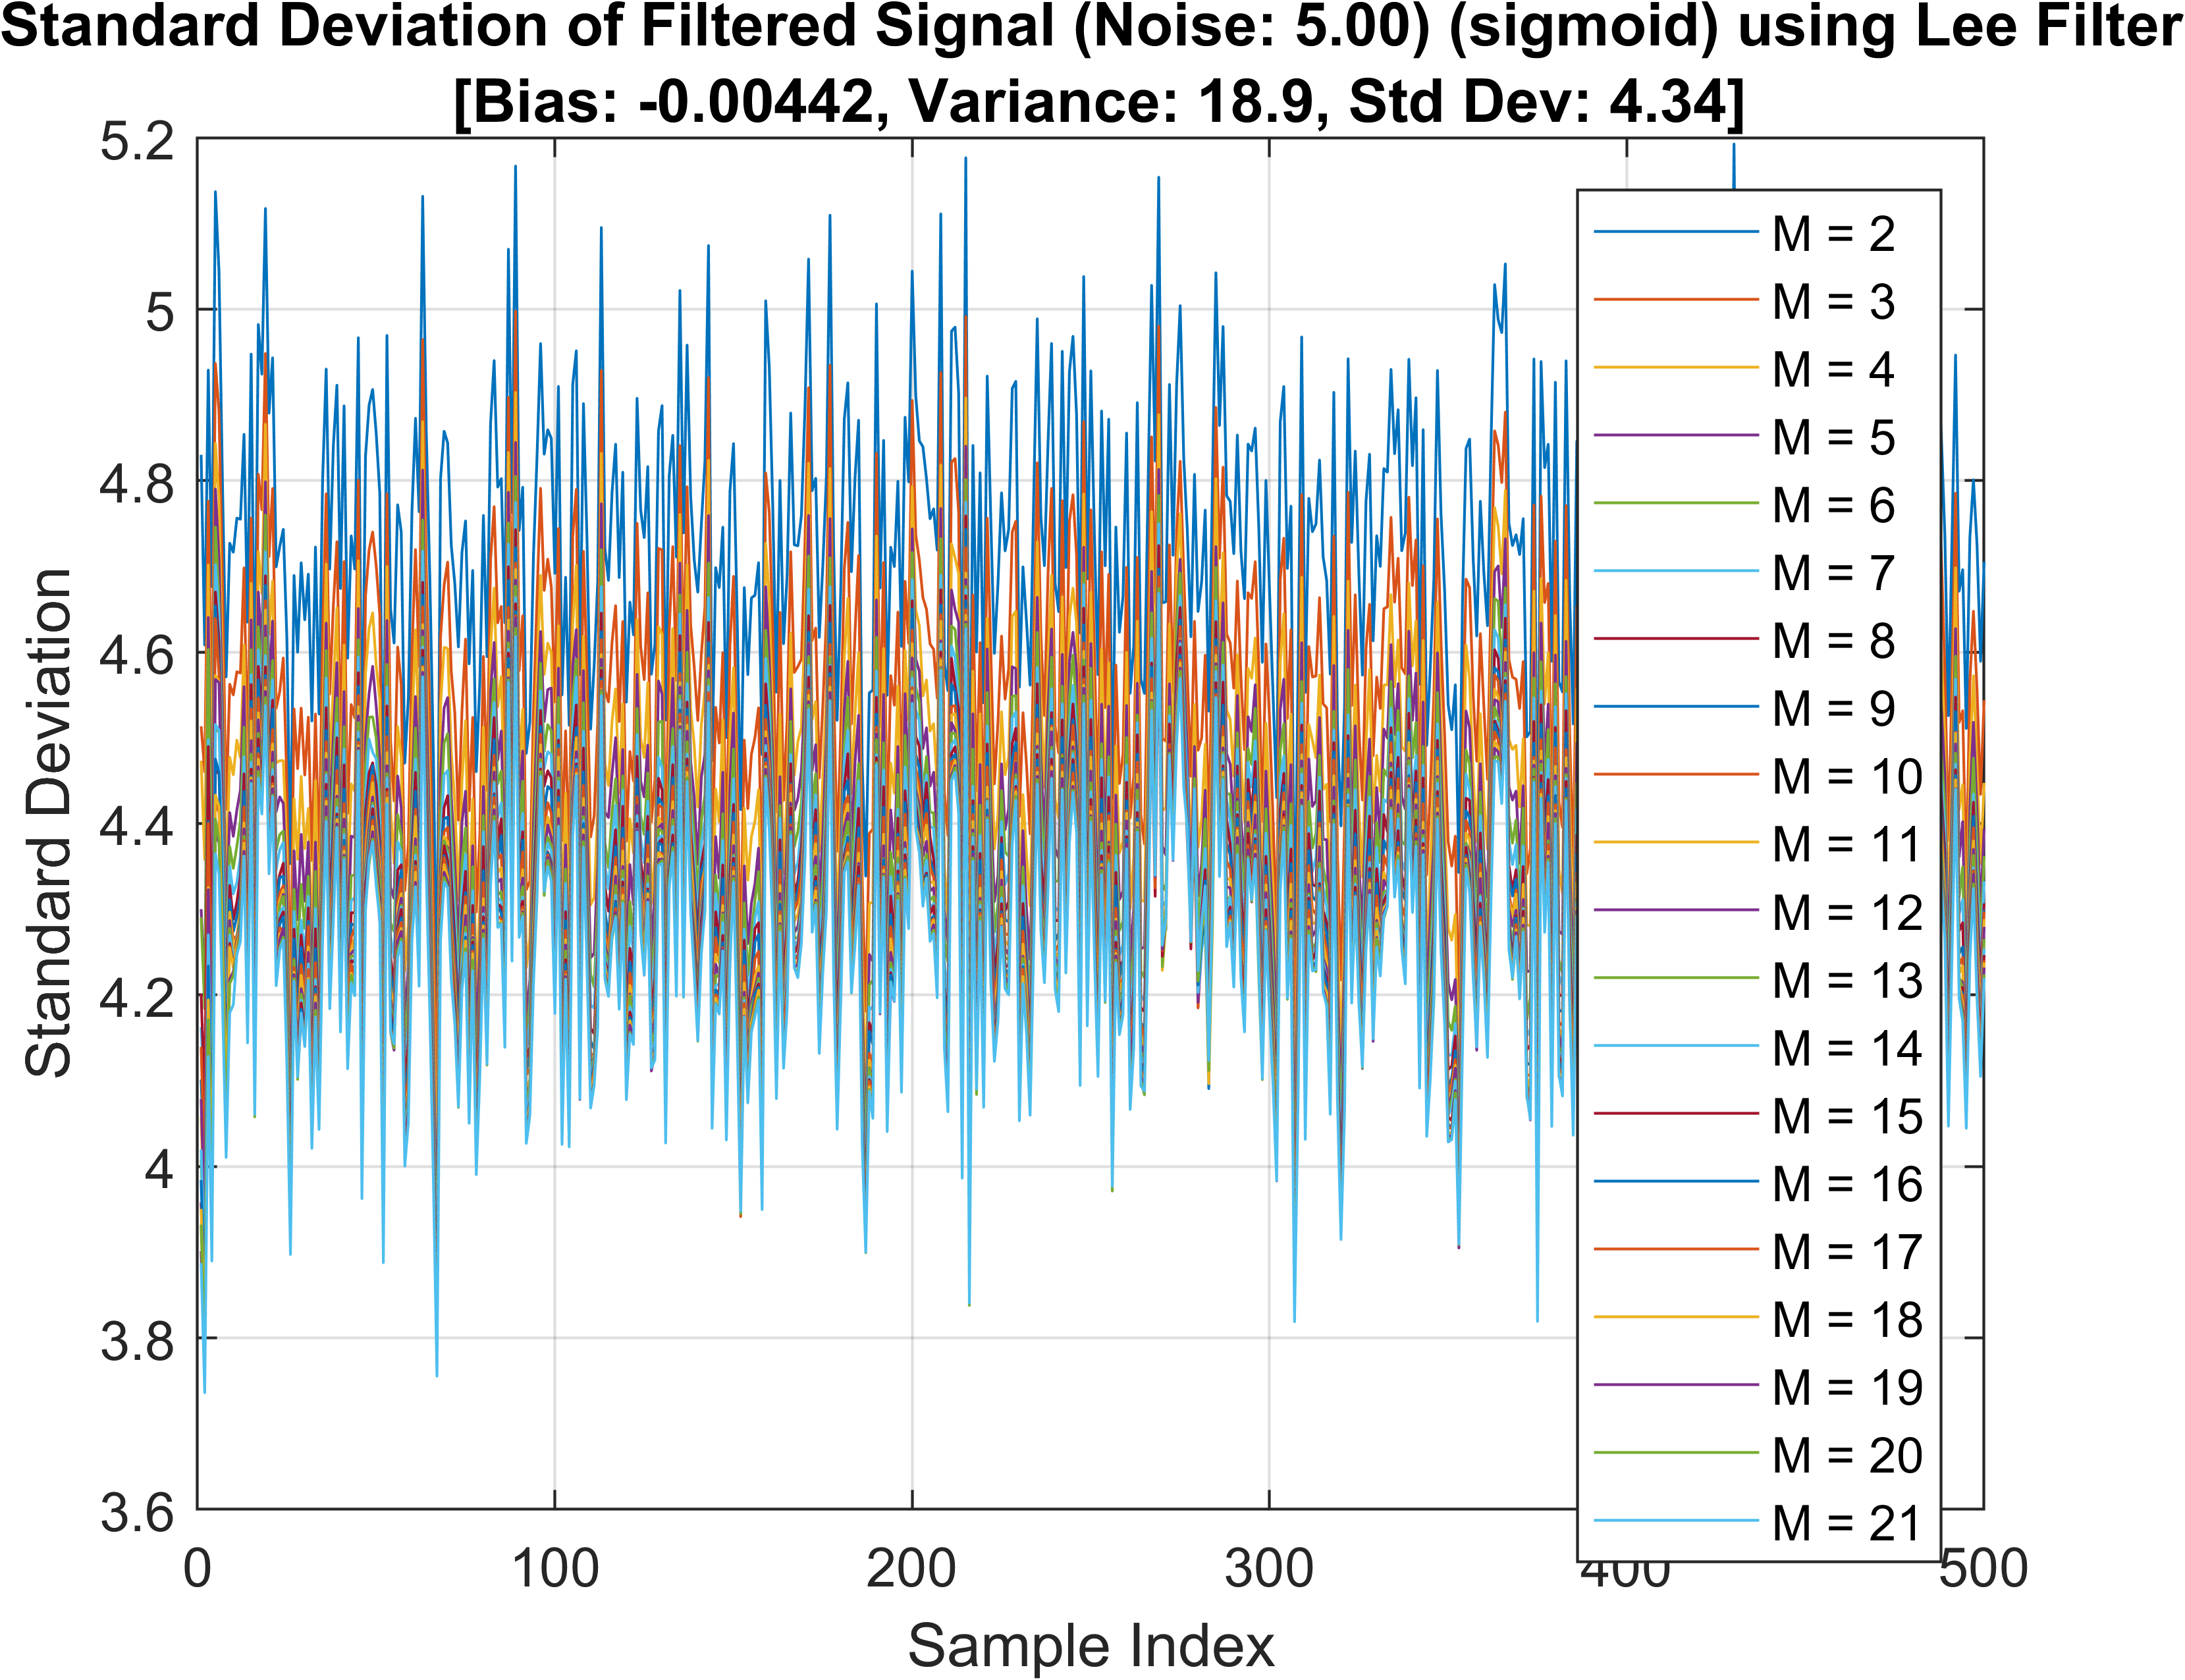 Standard Deviation of Filtered Signal (Noise: 5.00) (sigmoid) using Lee Filter
[Bias: -0.00442, Variance: 18.9, Std Dev: 4.34]
5.2
5
4.8
4.6
4.4
4.2
4
3.8
3.6
Standard Deviation
M = 2
M = 3
M = 4
M = 5
M = 6
M = 7
M = 8
M = 9
M = 10
M = 11
M = 12
M = 13
M = 14
M = 15
M = 16
M = 17
M = 18
M = 19
M = 20
M = 21
0 100 200 300 400 500
Sample Index